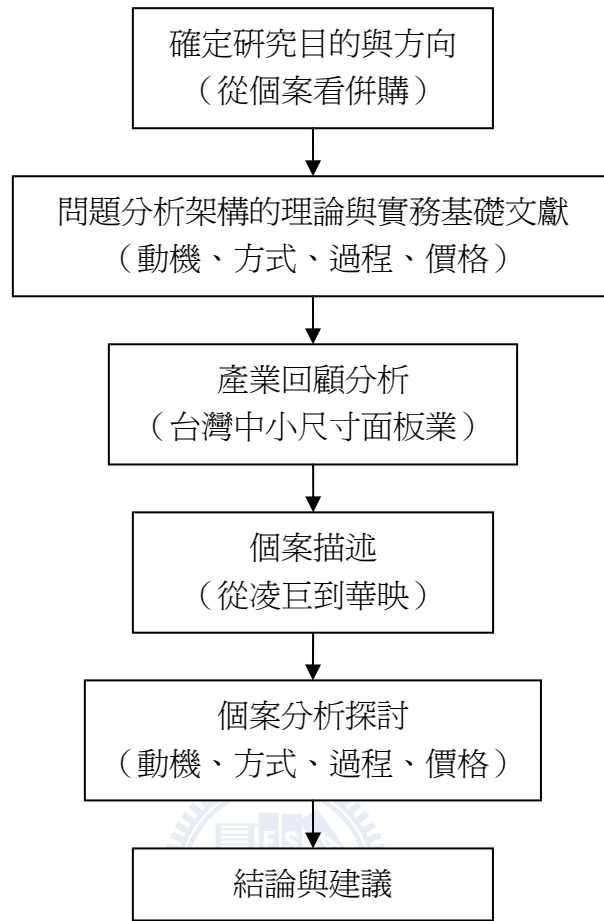 確定研究目的與方向
（從個案看併購）
問題分析架構的理論與實務基礎文獻
（動機、方式、過程、價格）
產業回顧分析
（台灣中小尺寸面板業）
個案描述
（從凌巨到華映）
個案分析探討
（動機、方式、過程、價格）
結論與建議